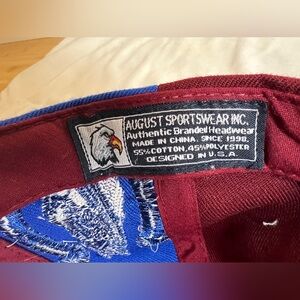 AUGUST SPORTSWEAR INC.
Authentic Branded Headwear
MADE IN CHINA, SINCE 1998.
55%COTTON, 45%POLYESTER
DESIGNED IN U.S.A.